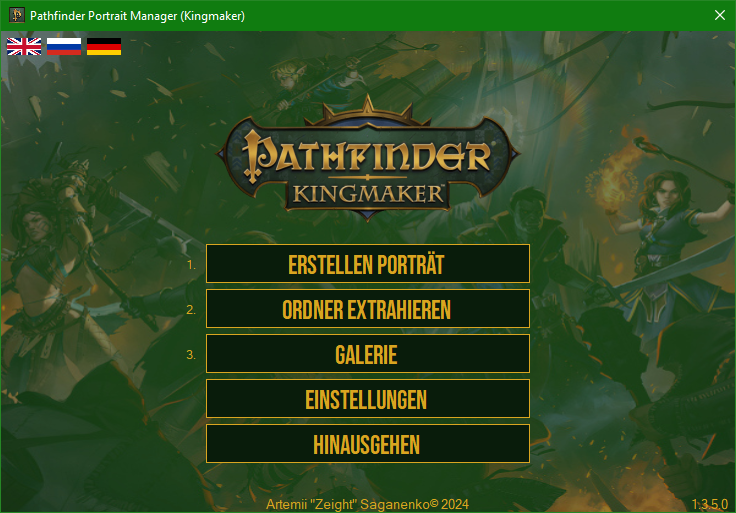 Pathfinder Portrait Manager (Kingmaker)
PATHFINDER
KINGMAKER
1. ERSTELLEN PORTRÄT
2. ORDNER EXTRAHIEREN
3. GALERIE
EINSTELLUNGEN
HINAUSGEHEN
Artemii "Zeight" Saganenko© 2024
1.3.5.0